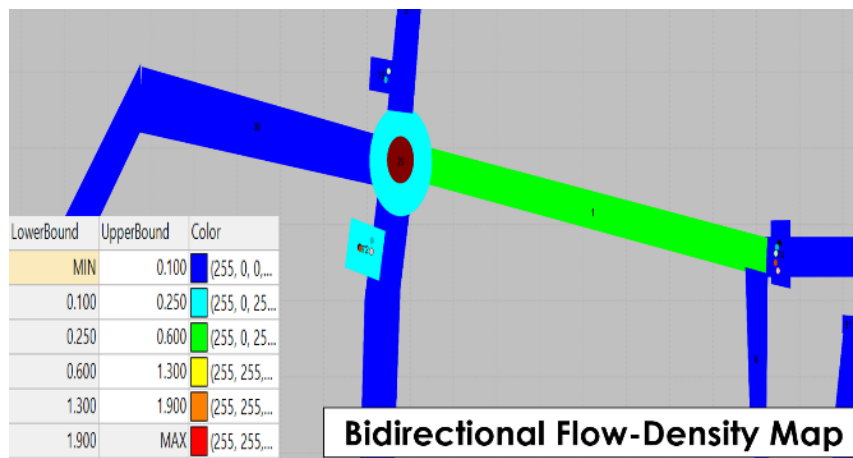 1
LowerBound UpperBound Color
MIN 0.100 (255, 0, 0,...
0.100 0.250 (255, 0, 25...
0.250 0.600 (255, 0, 25...
0.600 1.300 (255, 255,...
1.300 1.900 (255, 255,...
1.900 MAX (255, 255,...
Bidirectional Flow-Density Map